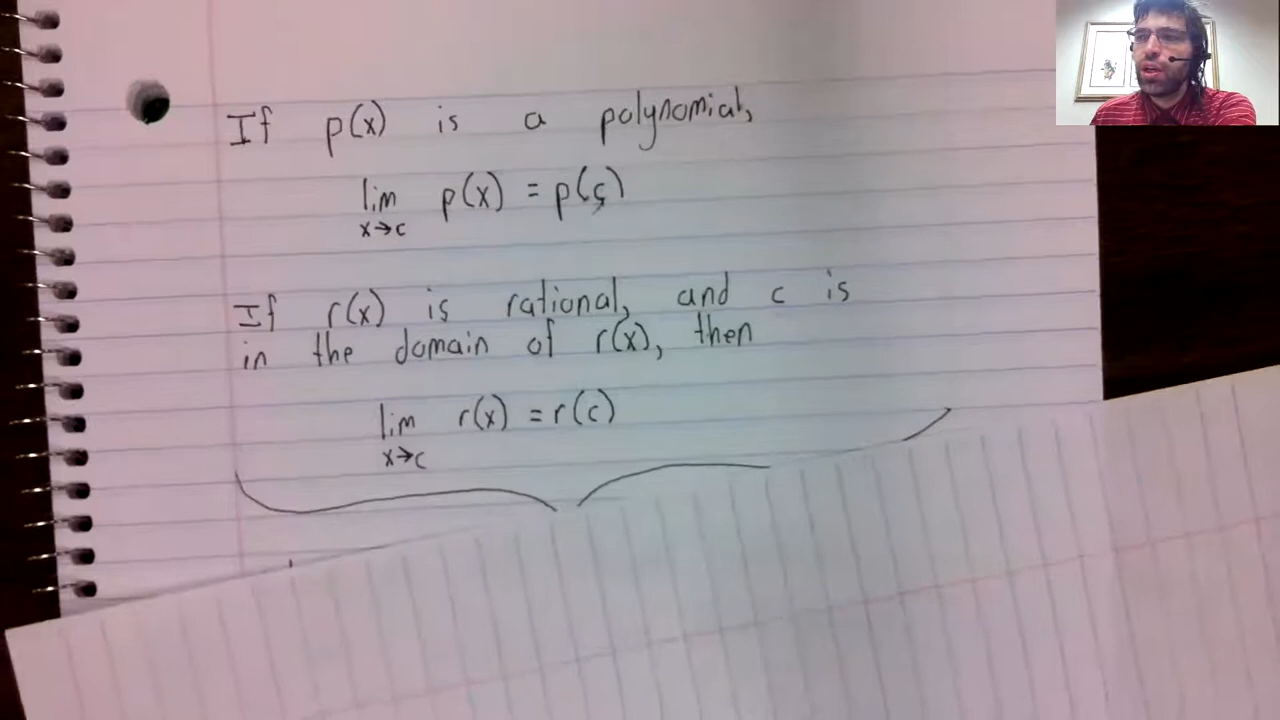 If p(x) is a polynomial,
lim p(x) = p(c)
x→c
If r(x) is rational, and c is
in the domain of r(x), then
lim r(x) = r(c)
x→c